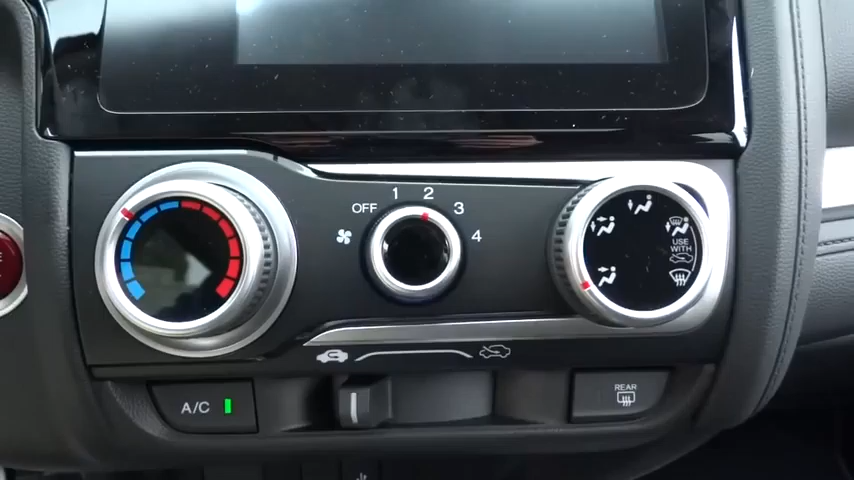 OFF 1 2 3 4
USE
WITH
A/C
REAR